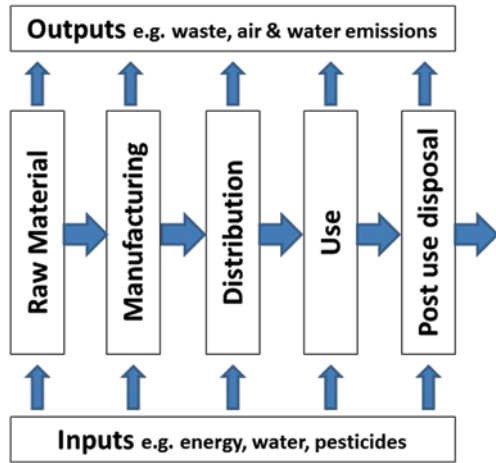 Outputs e.g. waste, air & water emissions
Raw Material
Manufacturing
Distribution
Use
Post use disposal
Inputs e.g. energy, water, pesticides